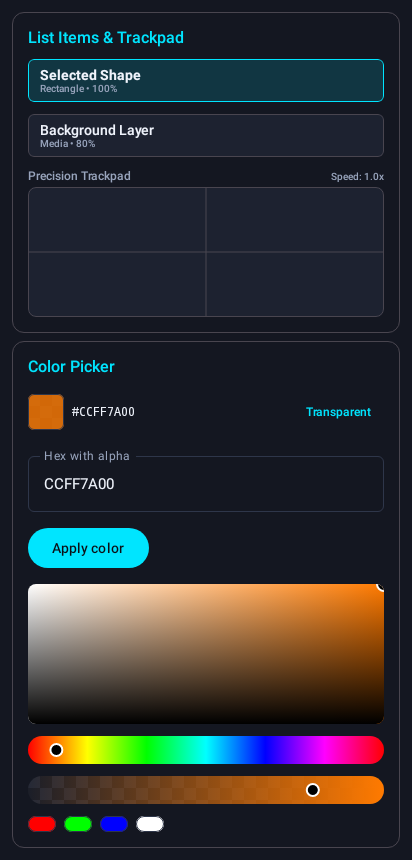 List Items & Trackpad
Selected Shape
Rectangle • 100%
Background Layer
Media • 80%
Precision Trackpad Speed: 1.0x
Color Picker
#CCFF7A00 Transparent
Hex with alpha
CCFF7A00
Apply color